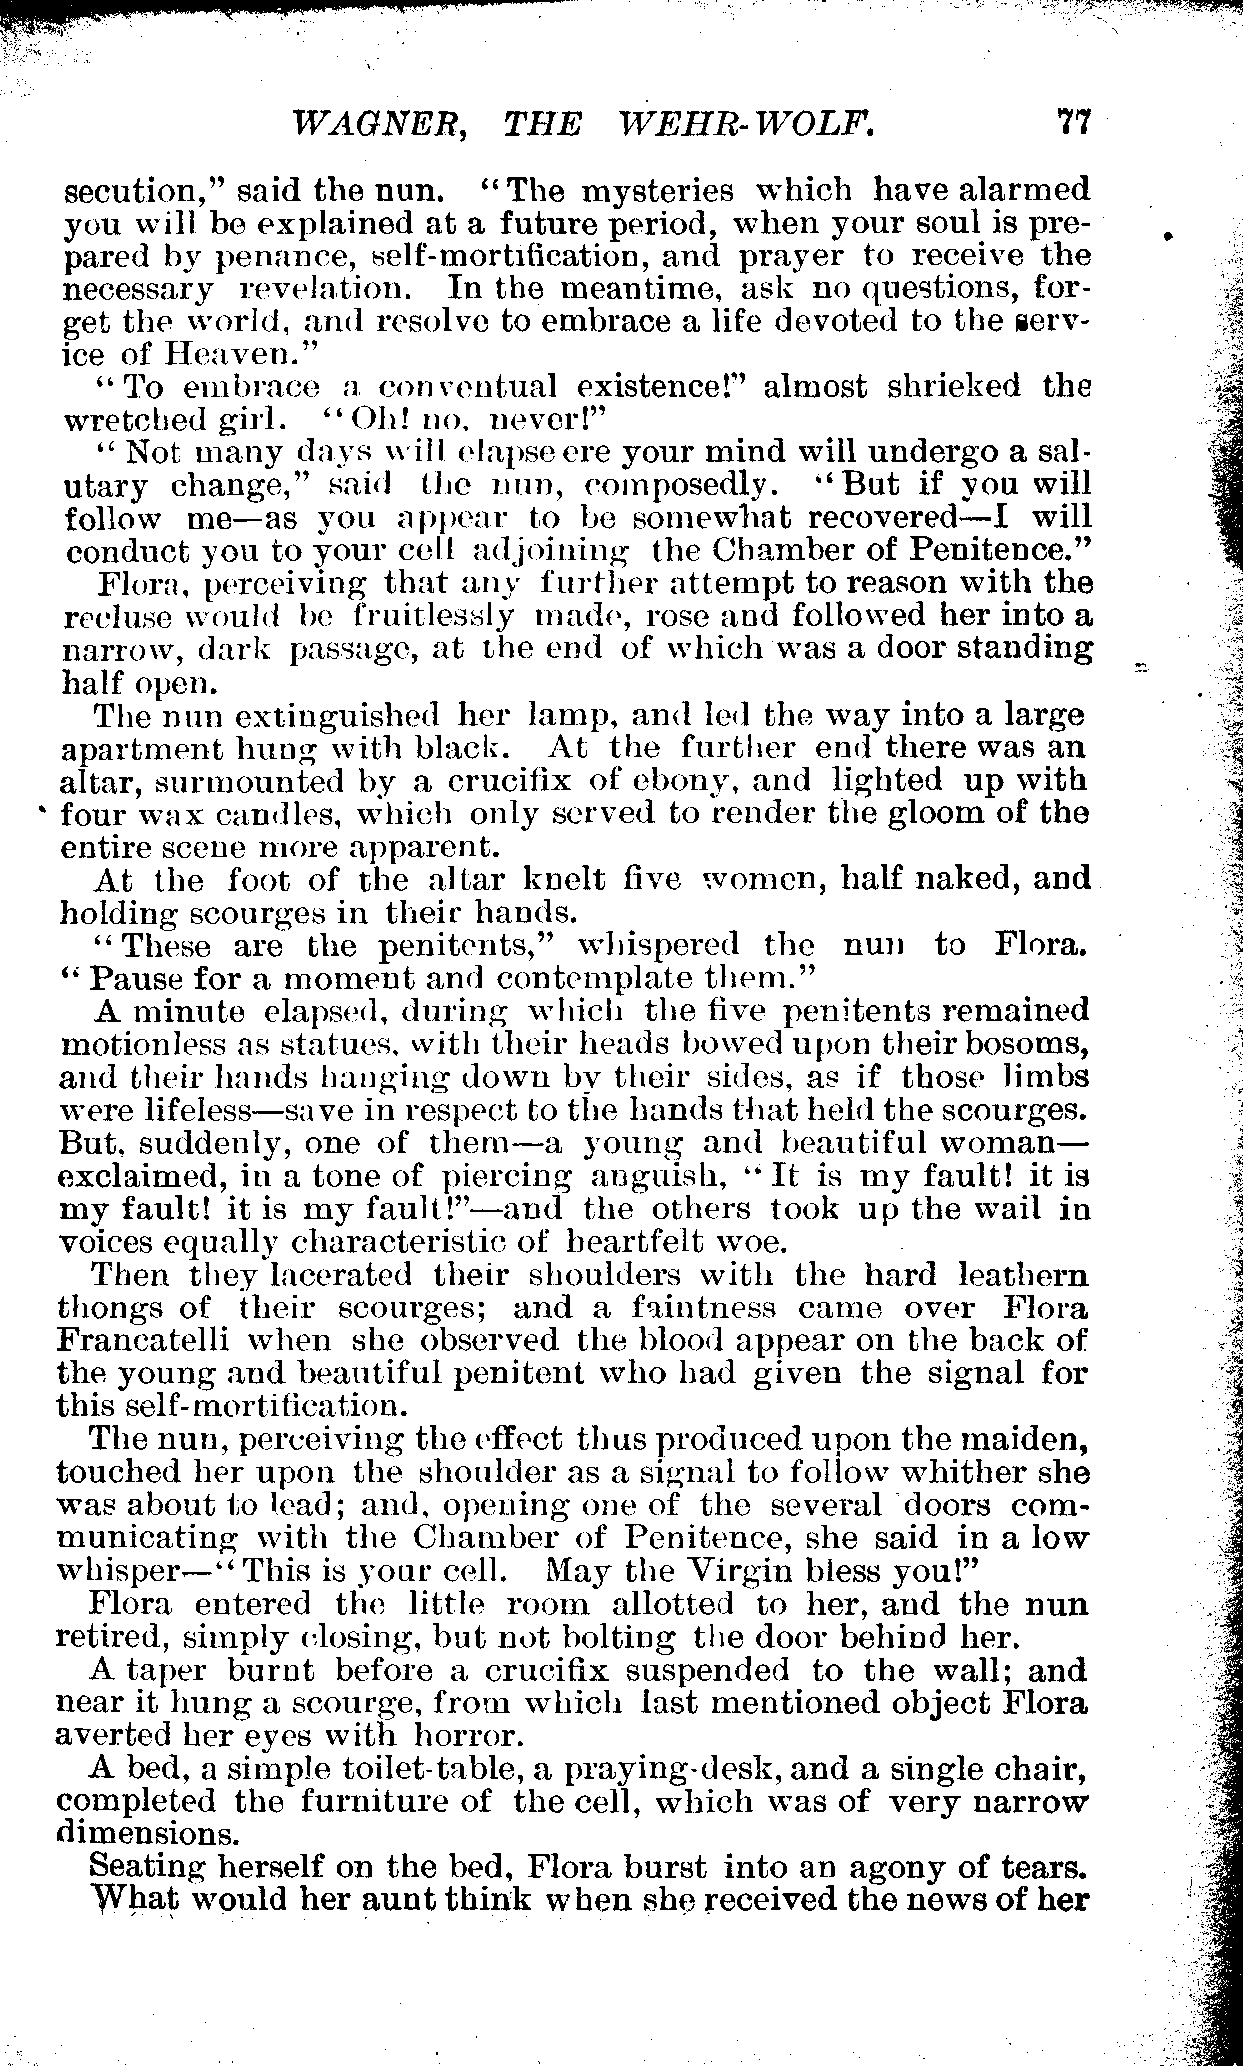 WAGNER, THE WEHR-WOLF. 77
secution," said the nun. "The mysteries which have alarmed
you will be explained at a future period, when your soul is pre-
pared by penance, self-mortification, and prayer to receive the
necessary revelation. In the meantime, ask no questions, for-
get the world, and resolve to embrace a life devoted to the serv-
ice of Heaven."
"To embrace a conventual existence!" almost shrieked the
wretched girl. "Oh! no, never!"
"Not many days will elapse ere your mind will undergo a sal-
utary change," said the nun, composedly. "But if you will
follow me—as you appear to be somewhat recovered—I will
conduct you to your cell adjoining the Chamber of Penitence."
Flora, perceiving that any further attempt to reason with the
recluse would be fruitlessly made, rose and followed her into a
narrow, dark passage, at the end of which was a door standing
half open.
The nun extinguished her lamp, and led the way into a large
apartment hung with black. At the further end there was an
altar, surmounted by a crucifix of ebony, and lighted up with
four wax candles, which only served to render the gloom of the
entire scene more apparent.
At the foot of the altar knelt five women, half naked, and
holding scourges in their hands.
"These are the penitents," whispered the nun to Flora.
"Pause for a moment and contemplate them."
A minute elapsed, during which the five penitents remained
motionless as statues, with their heads bowed upon their bosoms,
and their hands hanging down by their sides, as if those limbs
were lifeless—save in respect to the hands that held the scourges.
But, suddenly, one of them—a young and beautiful woman—
exclaimed, in a tone of piercing anguish, "It is my fault! it is
my fault! it is my fault!"—and the others took up the wail in
voices equally characteristic of heartfelt woe.
Then they lacerated their shoulders with the hard leathern
thongs of their scourges; and a faintness came over Flora
Francatelli when she observed the blood appear on the back of
the young and beautiful penitent who had given the signal for
this self-mortification.
The nun, perceiving the effect thus produced upon the maiden,
touched her upon the shoulder as a signal to follow whither she
was about to lead; and, opening one of the several doors com-
municating with the Chamber of Penitence, she said in a low
whisper—"This is your cell. May the Virgin bless you!"
Flora entered the little room allotted to her, and the nun
retired, simply closing, but not bolting the door behind her.
A taper burnt before a crucifix suspended to the wall; and
near it hung a scourge, from which last mentioned object Flora
averted her eyes with horror.
A bed, a simple toilet-table, a praying-desk, and a single chair,
completed the furniture of the cell, which was of very narrow
dimensions.
Seating herself on the bed, Flora burst into an agony of tears.
What would her aunt think when she received the news of her